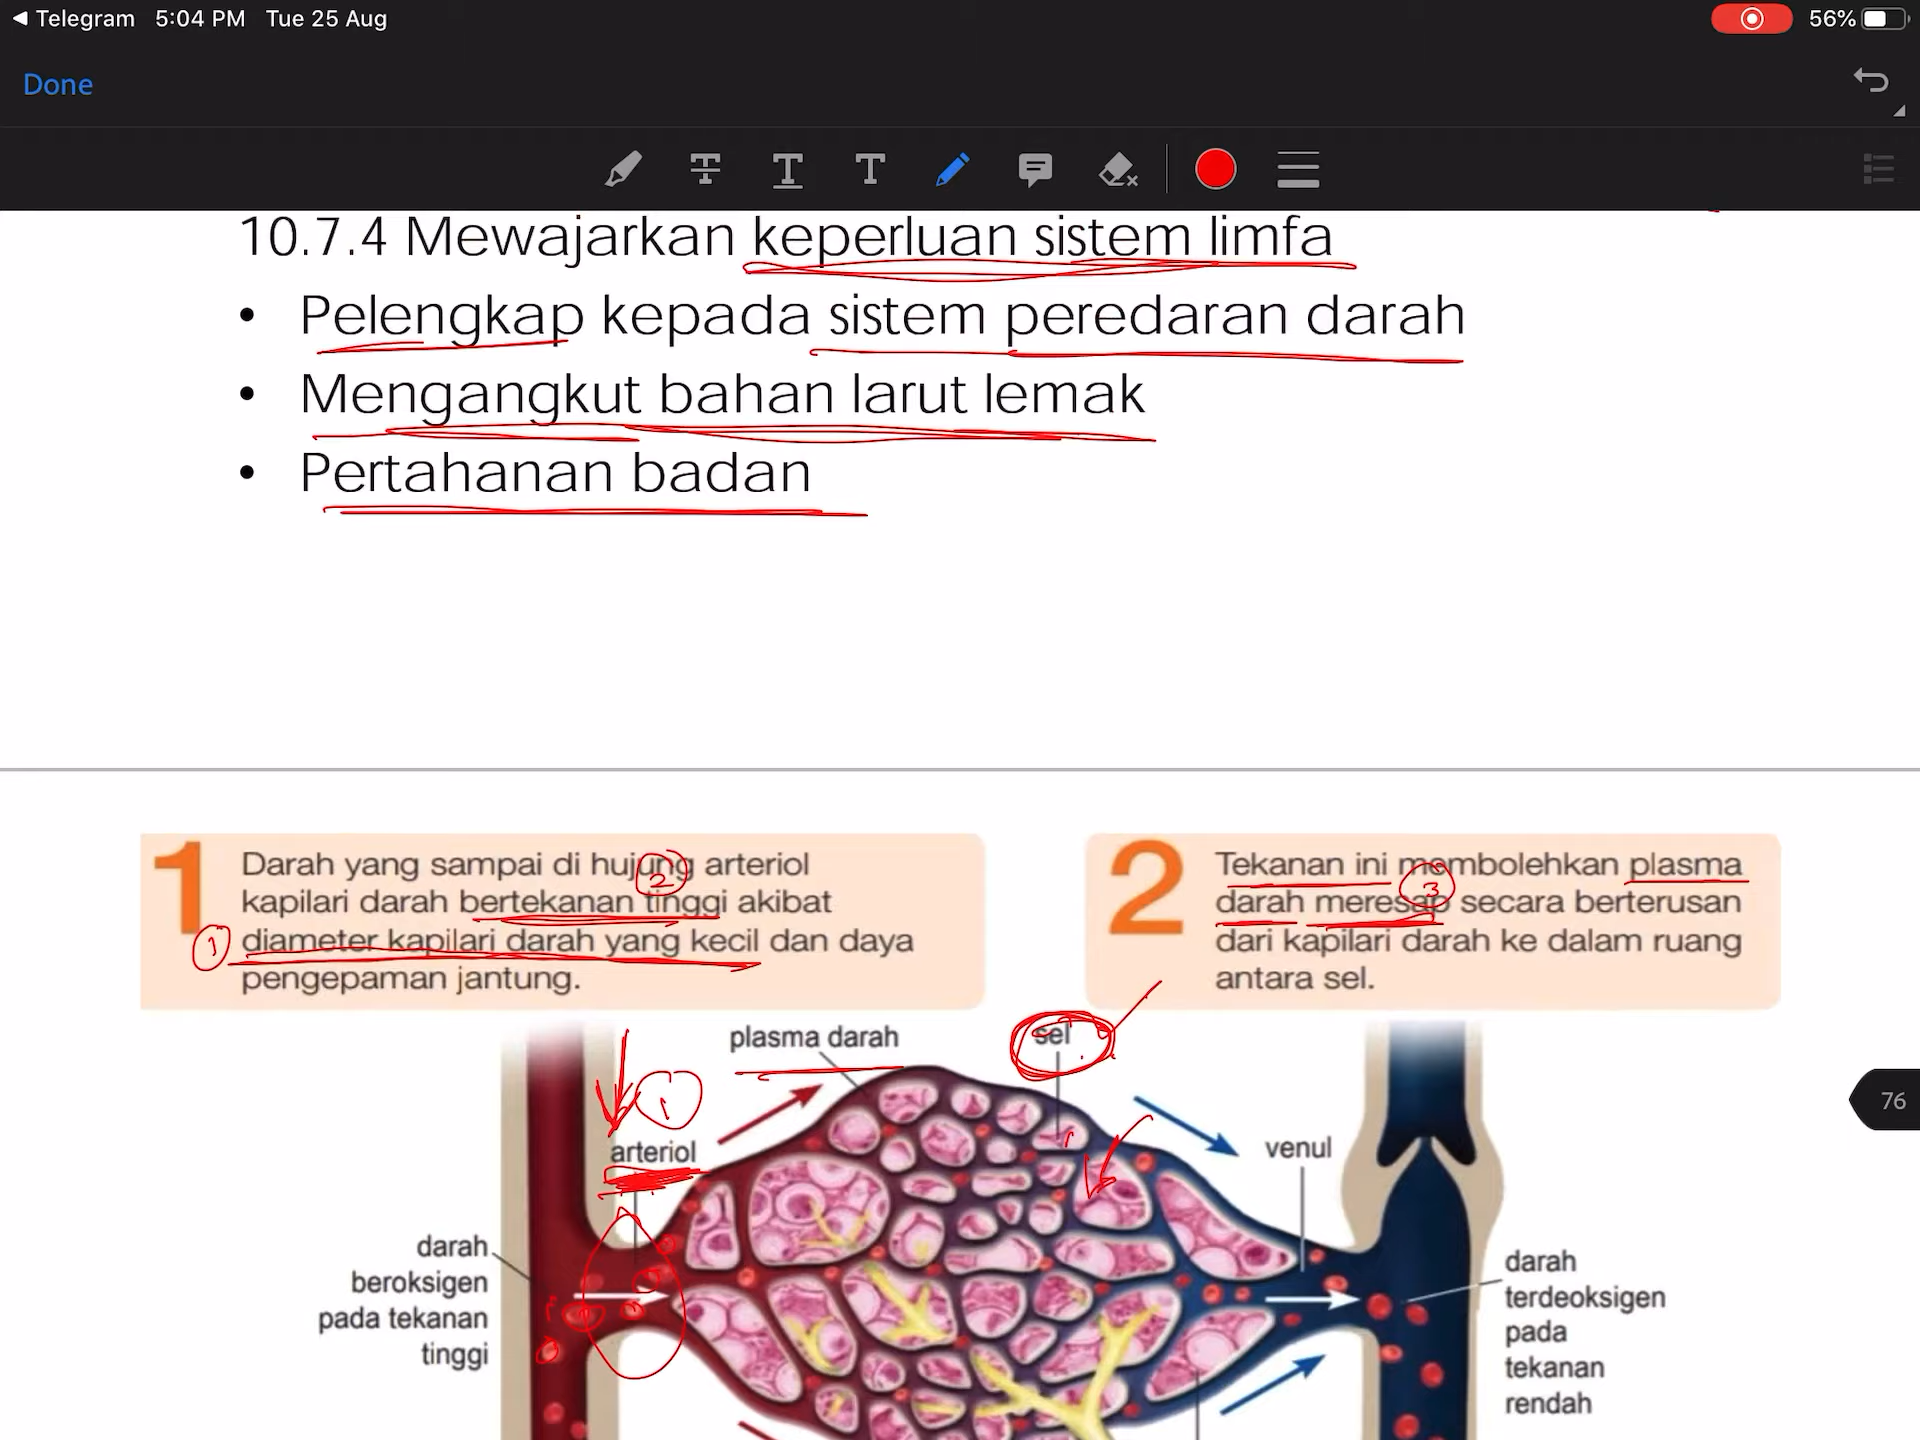 Telegram 5:04 PM Tue 25 Aug 56%
Done
10.7.4 Mewajarkan keperluan sistem limfa
• Pelengkap kepada sistem peredaran darah
• Mengangkut bahan larut lemak
• Pertahanan badan
1
Darah yang sampai di hujung arteriol
kapilari darah bertekanan tinggi akibat
diameter kapilari darah yang kecil dan daya
pengepaman jantung.
2
1
2
Tekanan ini membolehkan plasma
darah meresap secara berterusan
dari kapilari darah ke dalam ruang
antara sel.
3
plasma darah
sel
1
arteriol
venul
76
darah
beroksigen
pada tekanan
tinggi
darah
terdeoksigen
pada
tekanan
rendah